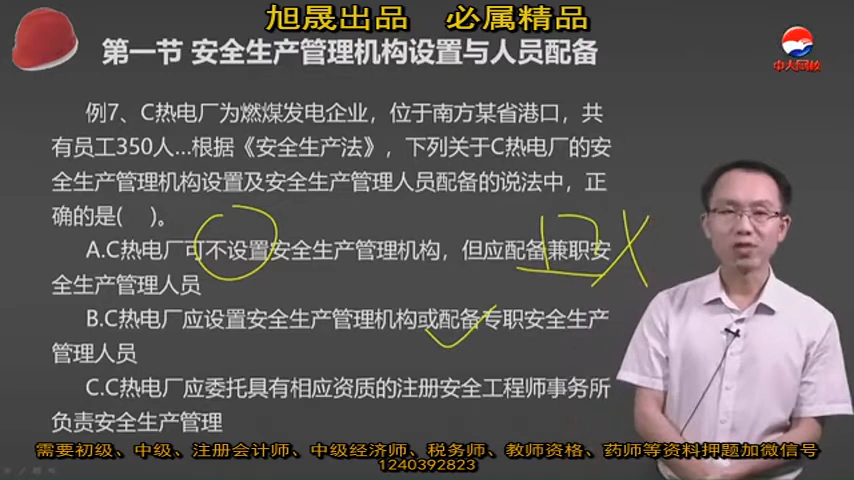 旭晟出品 必属精品
第一节 安全生产管理机构设置与人员配备
中大网校
例7、C热电厂为燃煤发电企业，位于南方某省港口，共
有员工350人...根据《安全生产法》，下列关于C热电厂的安
全生产管理机构设置及安全生产管理人员配备的说法中，正
确的是( )。
A.C热电厂可不设置安全生产管理机构，但应配备兼职安
全生产管理人员
B.C热电厂应设置安全生产管理机构或配备专职安全生产
管理人员
C.C热电厂应委托具有相应资质的注册安全工程师事务所
负责安全生产管理
需要初级、中级、注册会计师、中级经济师、税务师、教师资格、药师等资料押题加微信号
1240392823